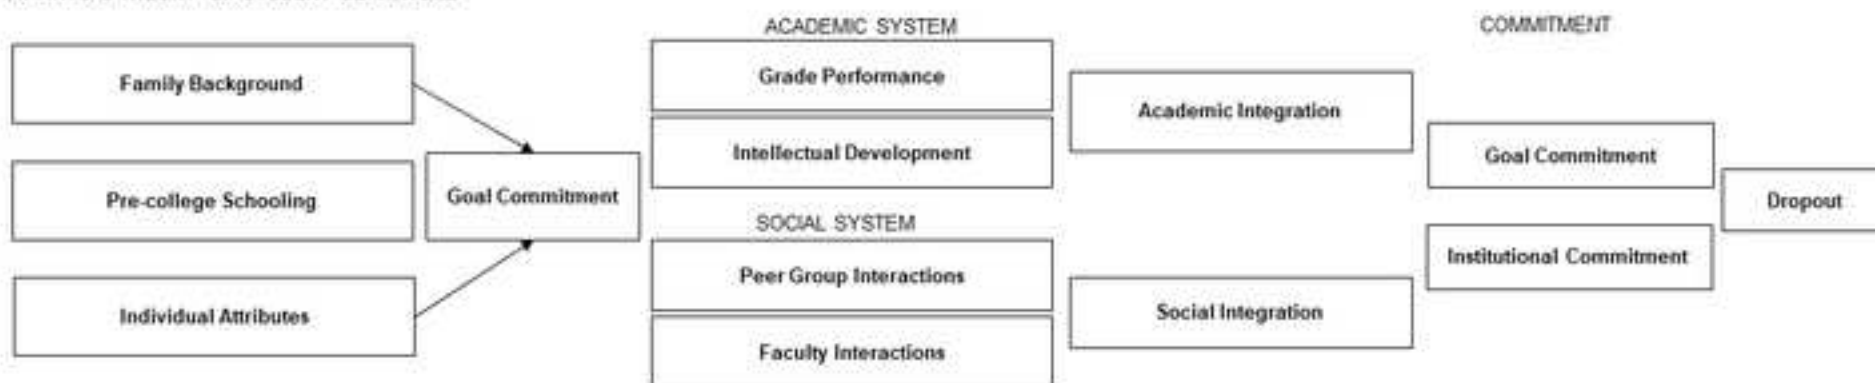 ACADEMIC SYSTEM
COMMITMENT
Family Background
Grade Performance
Academic Integration
Intellectual Development
Goal Commitment
Pre-college Schooling
Goal Commitment
Dropout
SOCIAL SYSTEM
Institutional Commitment
Peer Group Interactions
Individual Attributes
Social Integration
Faculty Interactions